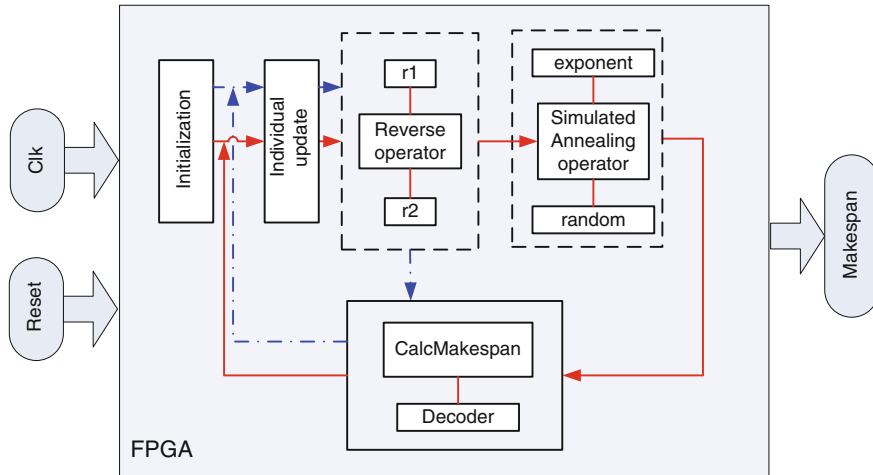 Clk
Reset
Initialization
Individual
update
r1
Reverse
operator
r2
exponent
Simulated
Annealing
operator
random
CalcMakespan
Decoder
FPGA
Makespan